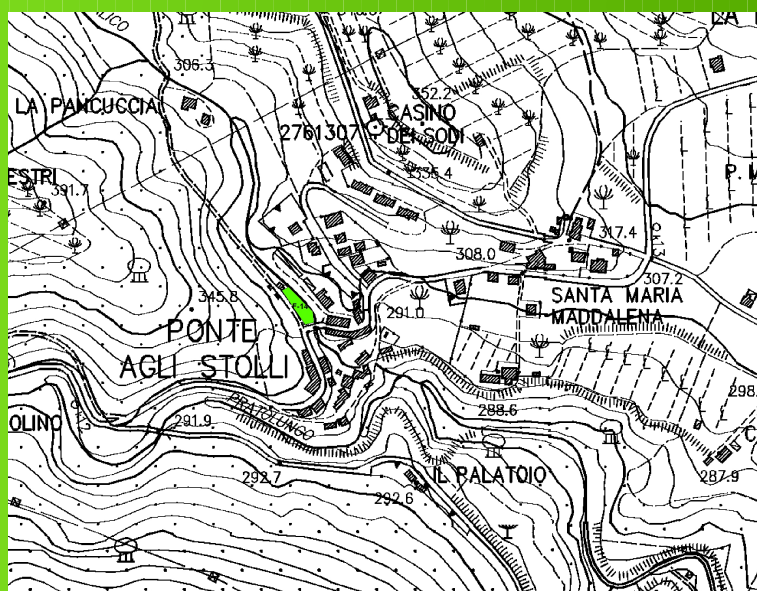 306.3
352.2
LA PANCUCCIA
2761307
CASINO
DEI SODI
336.4
391.7
317.4
308.0
307.2
345.8
291.0
SANTA MARIA
MADDALENA
PONTE
AGLI STOLLI
288.6
291.9
292.7
IL PALATOIO
292.6
287.9